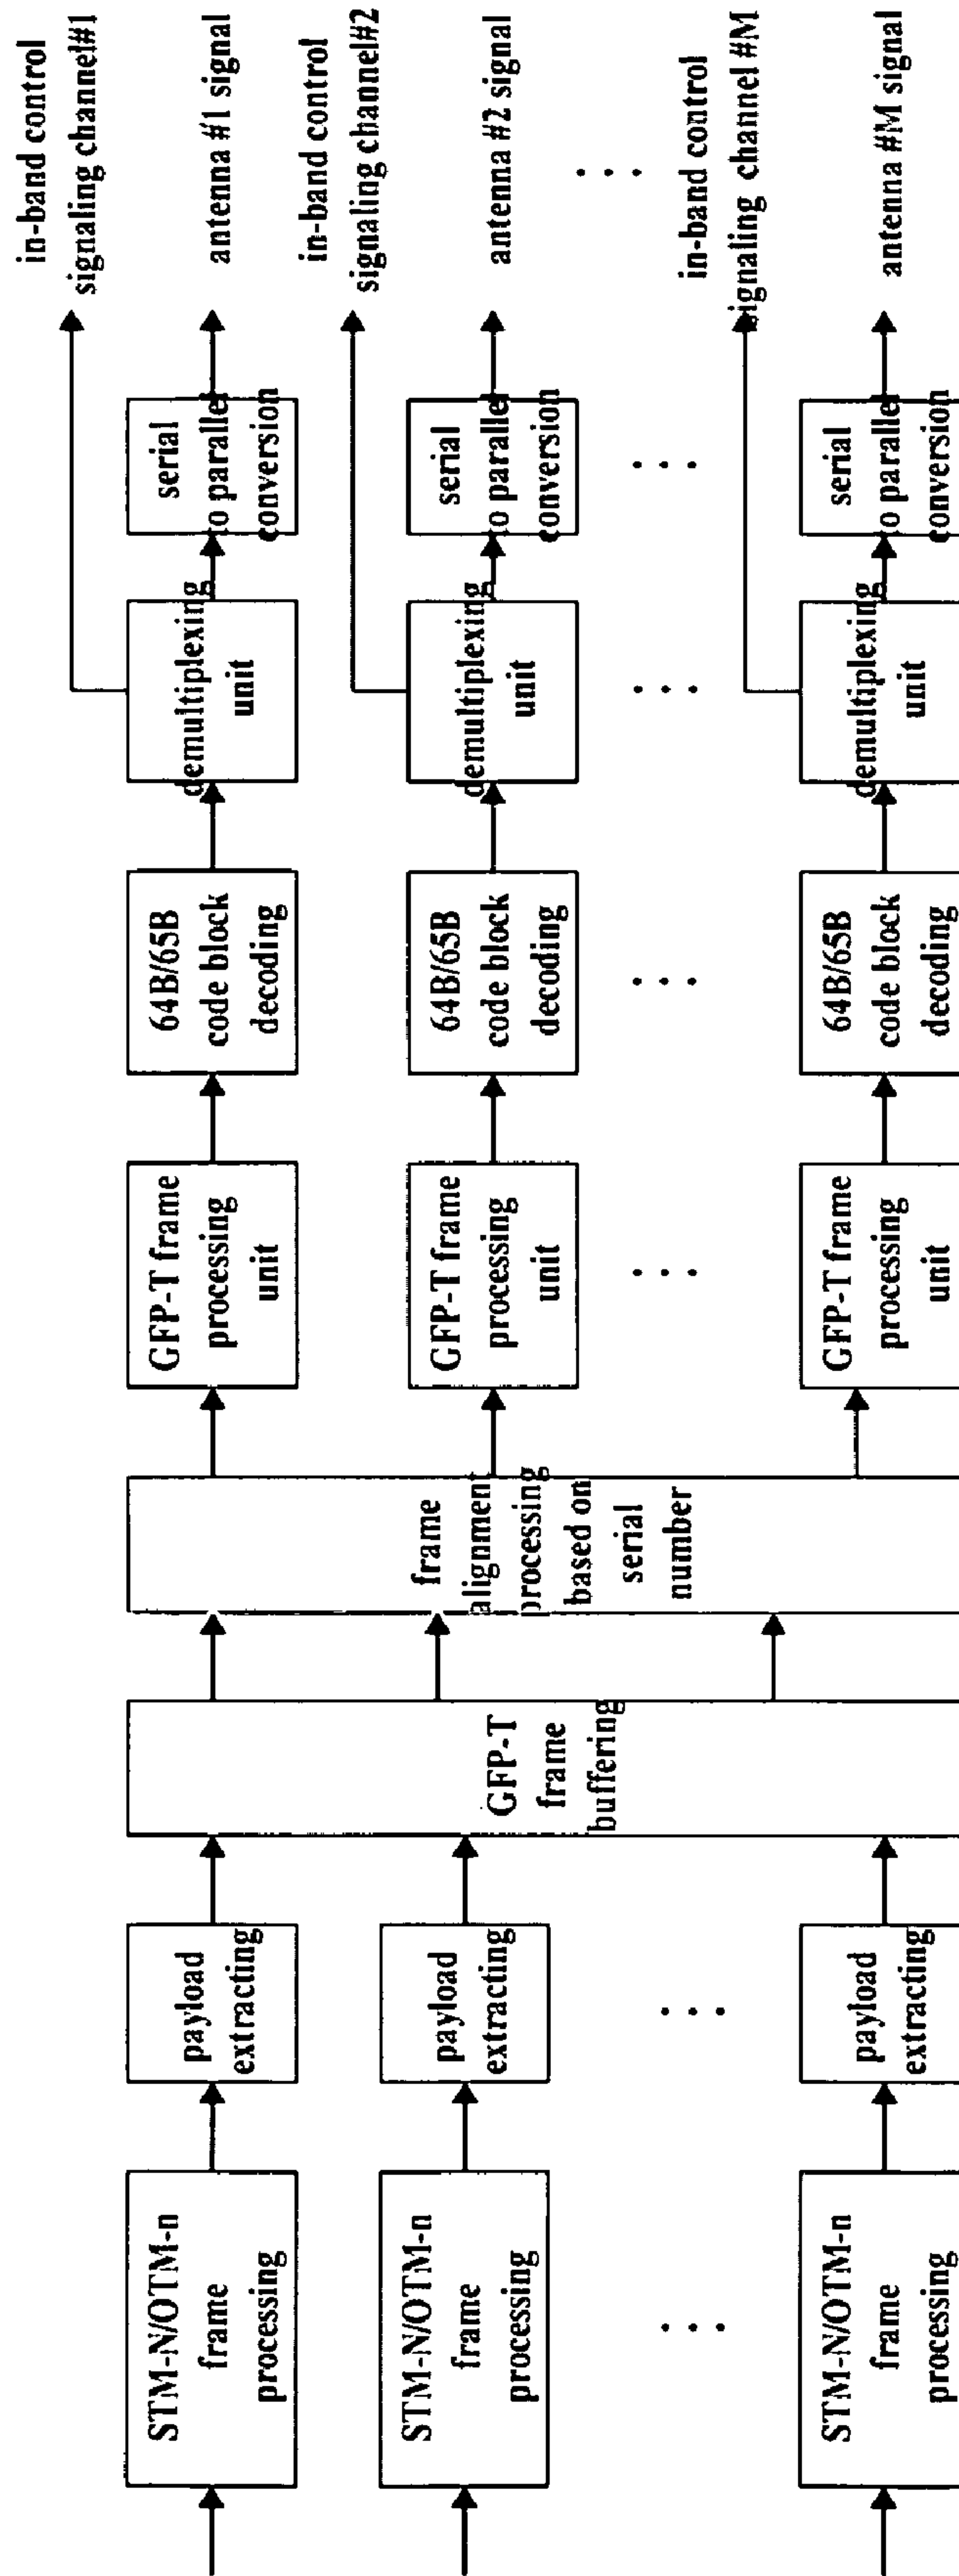 STM-N/OTM-n
frame
processing
payload
extracting
STM-N/OTM-n
frame
processing
payload
extracting
. . .
. . .
STM-N/OTM-n
frame
processing
payload
extracting
GFP-T
frame
buffering
frame
alignment
processing
based on
serial
number
GFP-T frame
processing
unit
64B/65B
code block
decoding
demultiplexing
unit
serial
to parallel
conversion
in-band control
signaling channel#1
antenna #1 signal
GFP-T frame
processing
unit
64B/65B
code block
decoding
demultiplexing
unit
serial
to parallel
conversion
in-band control
signaling channel#2
antenna #2 signal
. . .
. . .
. . .
. . .
. . .
GFP-T frame
processing
unit
64B/65B
code block
decoding
demultiplexing
unit
serial
to parallel
conversion
in-band control
signaling channel #M
antenna #M signal